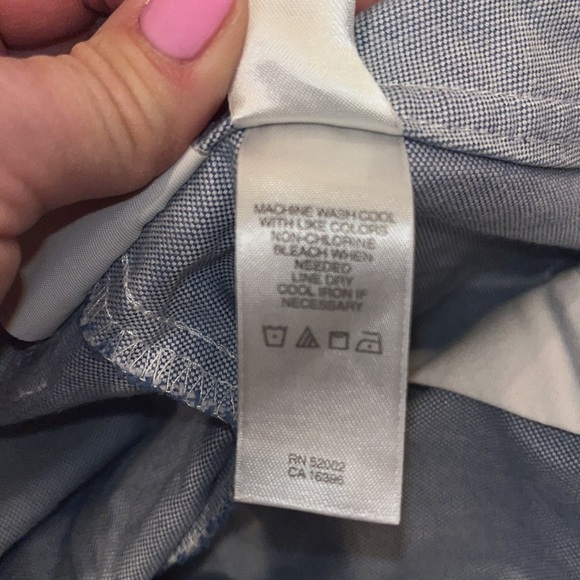 MACHINE WASH COOL
WITH LIKE COLORS
NON-CHLORINE
BLEACH WHEN
NEEDED
LINE DRY
COOL IRON IF
NECESSARY
RN 52002
CA 16396